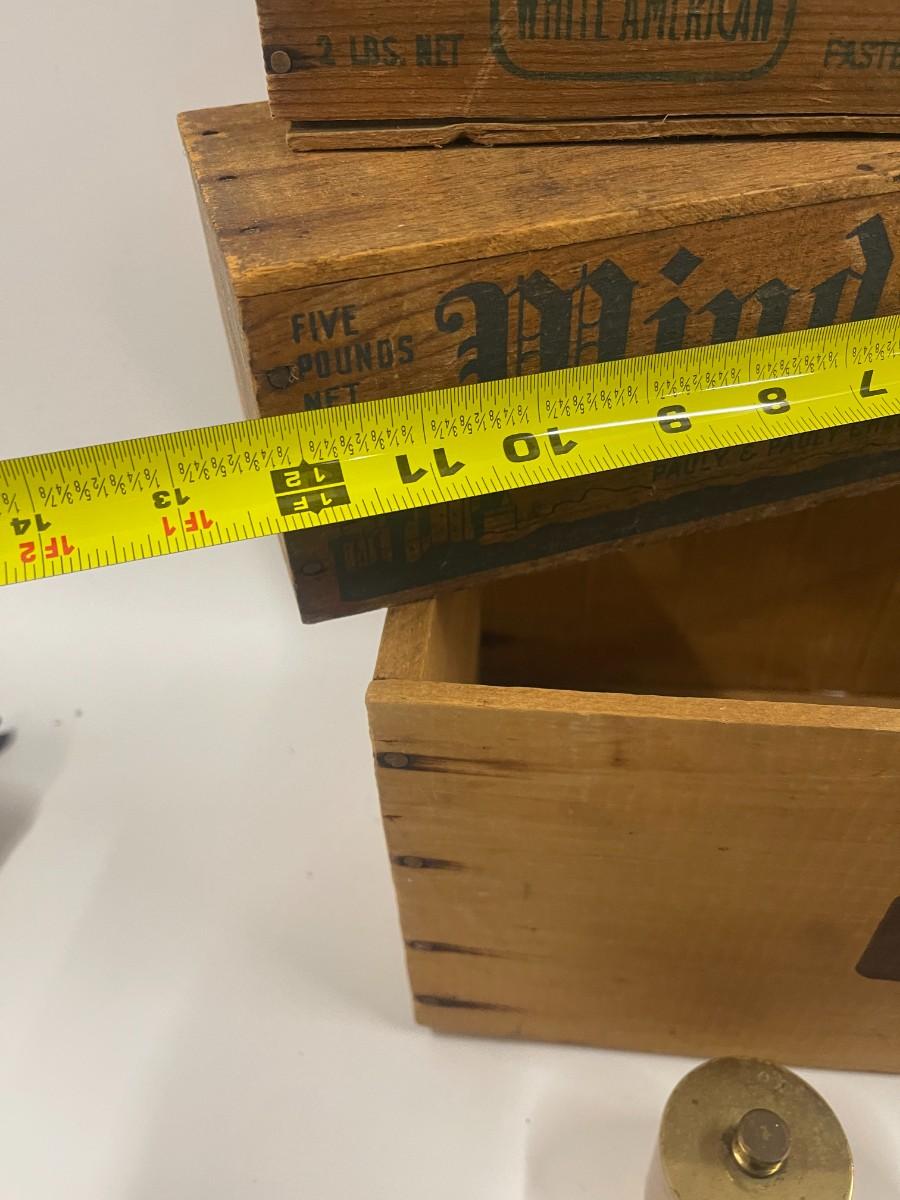 WHITE AMERICAN
2 LBS. NET
FIVE
POUNDS
NET
Wind
PAULY & PAULY
7
8
9
10
11
12
1F
13
1F1
14
1F2